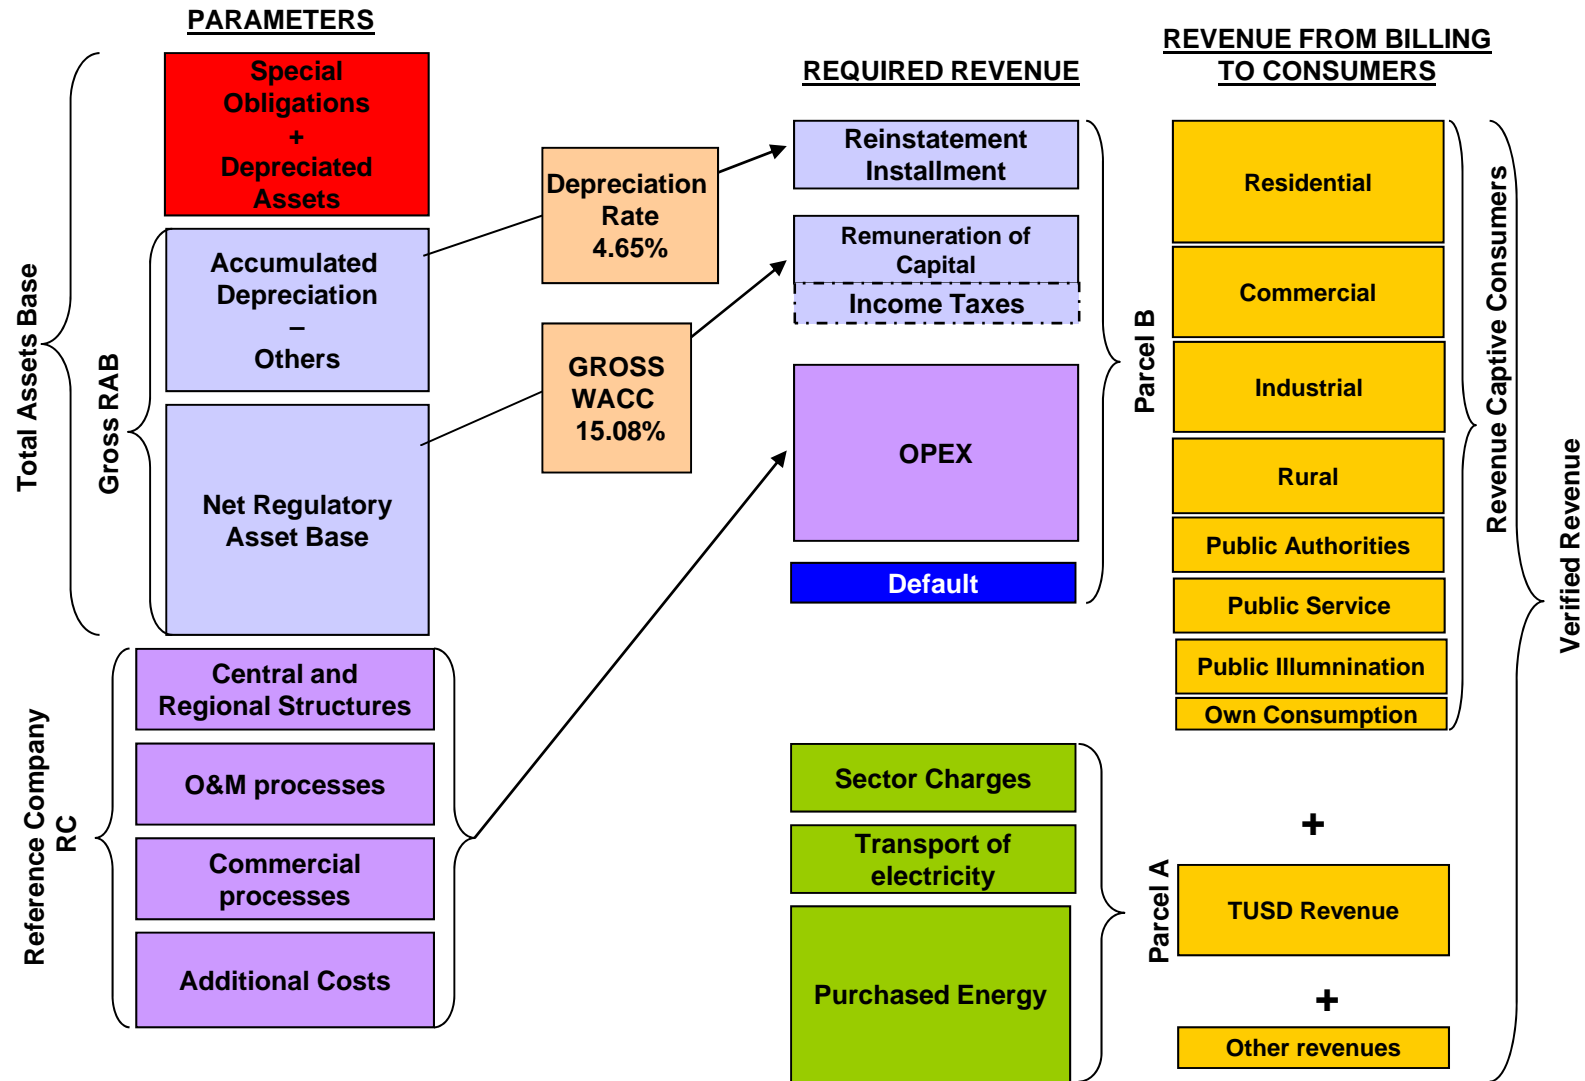 PARAMETERS
Special
Obligations
+
Depreciated
Assets
Accumulated
Depreciation
–
Others
Net Regulatory
Asset Base
Total Assets Base
Gross RAB
Central and
Regional Structures
O&M processes
Commercial
processes
Additional Costs
Reference Company
RC
Depreciation
Rate
4.65%
GROSS
WACC
15.08%
REQUIRED REVENUE
Reinstatement
Installment
Remuneration of
Capital
Income Taxes
OPEX
Default
Parcel B
Sector Charges
Transport of
electricity
Purchased Energy
Parcel A
REVENUE FROM BILLING
TO CONSUMERS
Residential
Commercial
Industrial
Rural
Public Authorities
Public Service
Public Illumnination
Own Consumption
Revenue Captive Consumers
+
TUSD Revenue
+
Other revenues
Verified Revenue